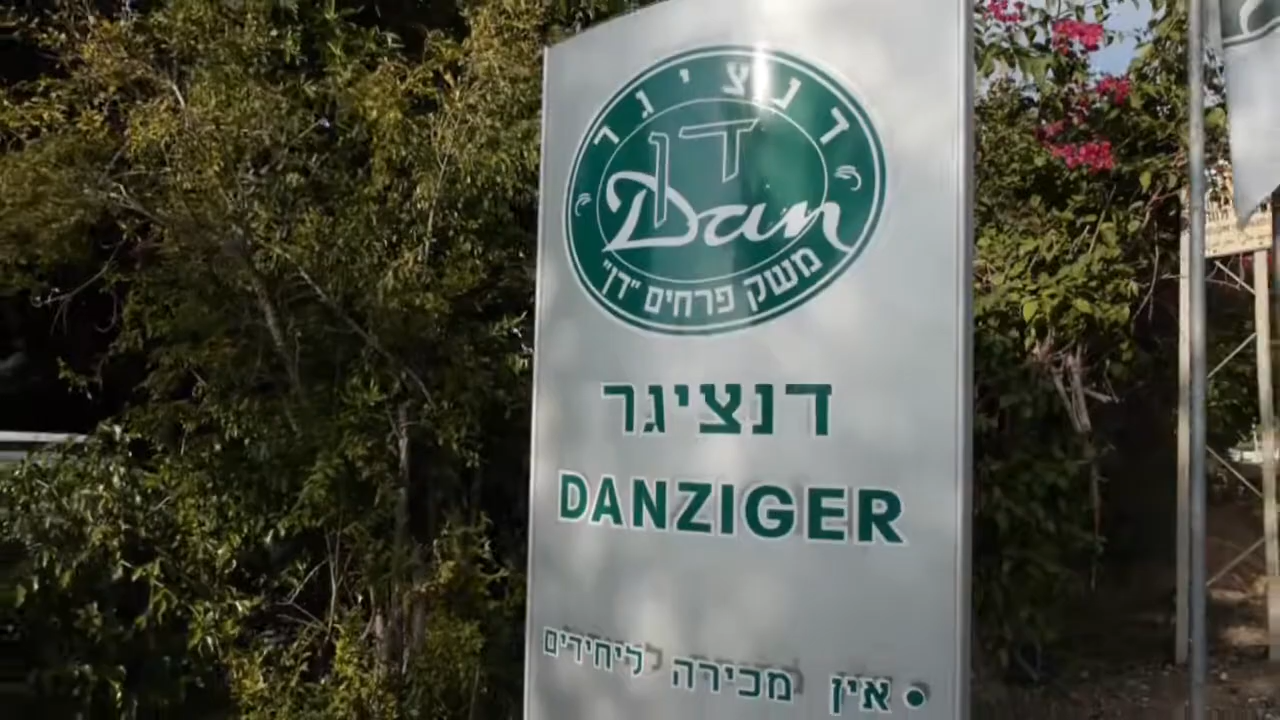 דנציגר
דן
Dan
משק פרחים "דן"
דנציגר
DANZIGER
• אין מכירה ליחידים